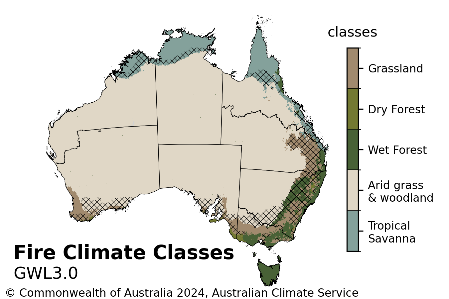 classes
Grassland
Dry Forest
Wet Forest
Arid grass
& woodland
Tropical
Savanna
Fire Climate Classes
GWL3.0
© Commonwealth of Australia 2024, Australian Climate Service